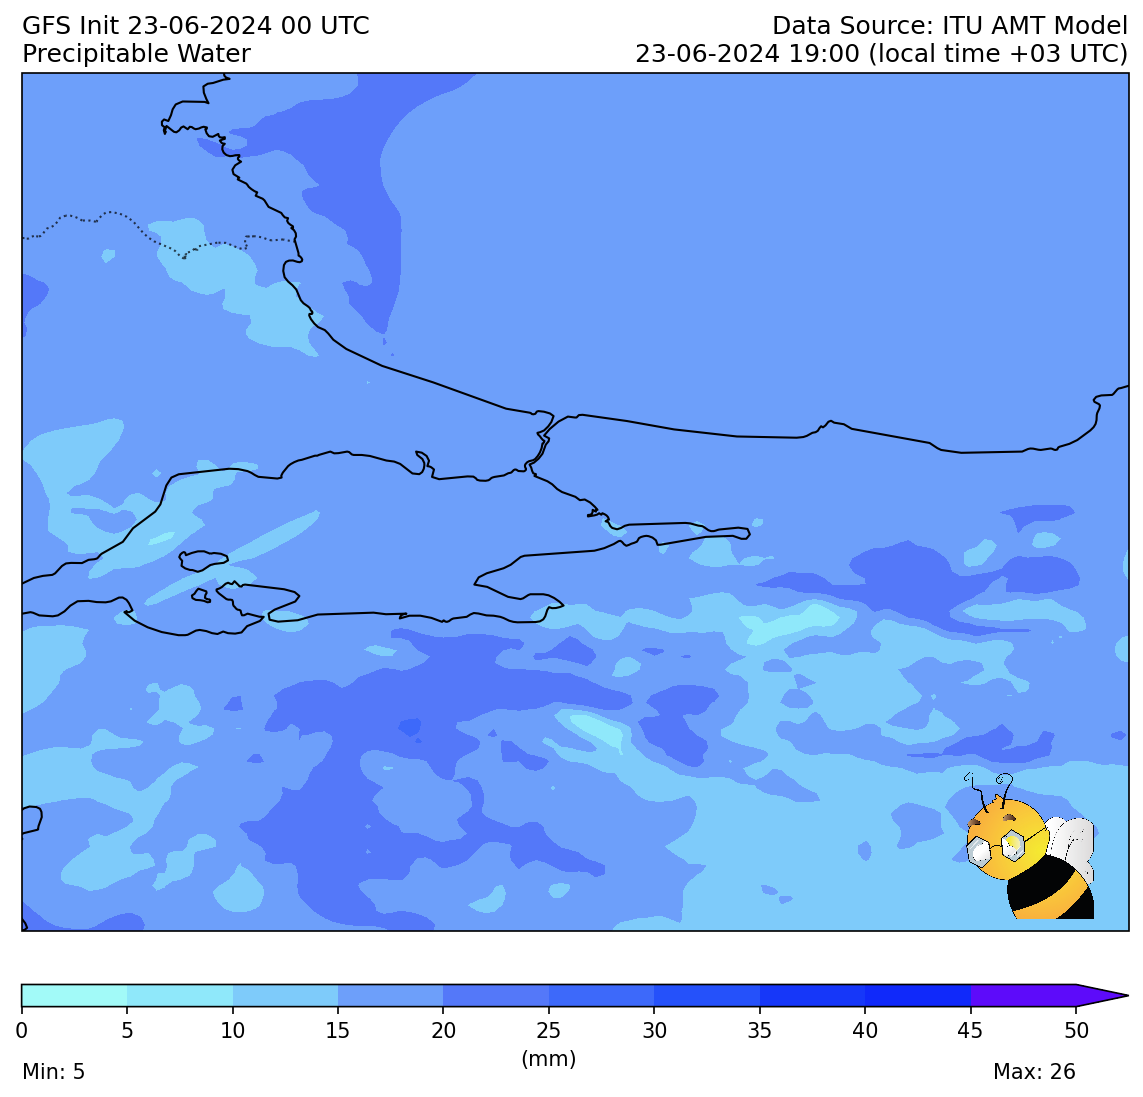 GFS Init 23-06-2024 00 UTC
Data Source: ITU AMT Model
Precipitable Water
23-06-2024 19:00 (local time +03 UTC)
0 5 10 15 20 25 30 35 40 45 50
(mm)
Min: 5
Max: 26